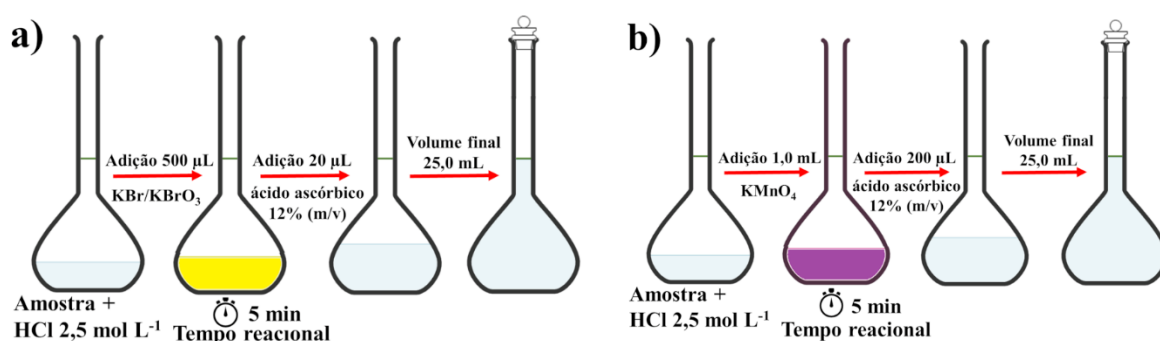 a)
Adição 500 µL
KBr/KBrO₃
Adição 20 µL
ácido ascórbico
12% (m/v)
Volume final
25,0 mL
Amostra +
HCl 2,5 mol L⁻¹
5 min
Tempo reacional
b)
Adição 1,0 mL
KMnO₄
Adição 200 µL
ácido ascórbico
12% (m/v)
Volume final
25,0 mL
Amostra +
HCl 2,5 mol L⁻¹
5 min
Tempo reacional